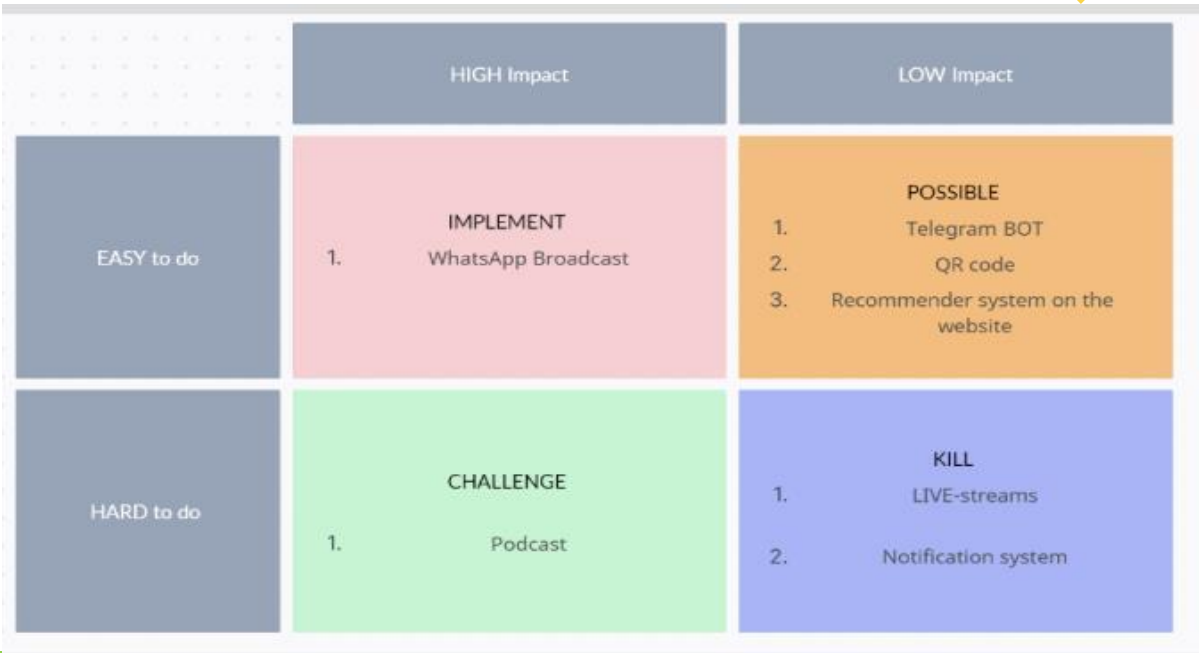 HIGH Impact
LOW Impact
EASY to do
IMPLEMENT
1. WhatsApp Broadcast
POSSIBLE
1. Telegram BOT
2. QR code
3. Recommender system on the
website
HARD to do
CHALLENGE
1. Podcast
KILL
1. LIVE-streams
2. Notification system